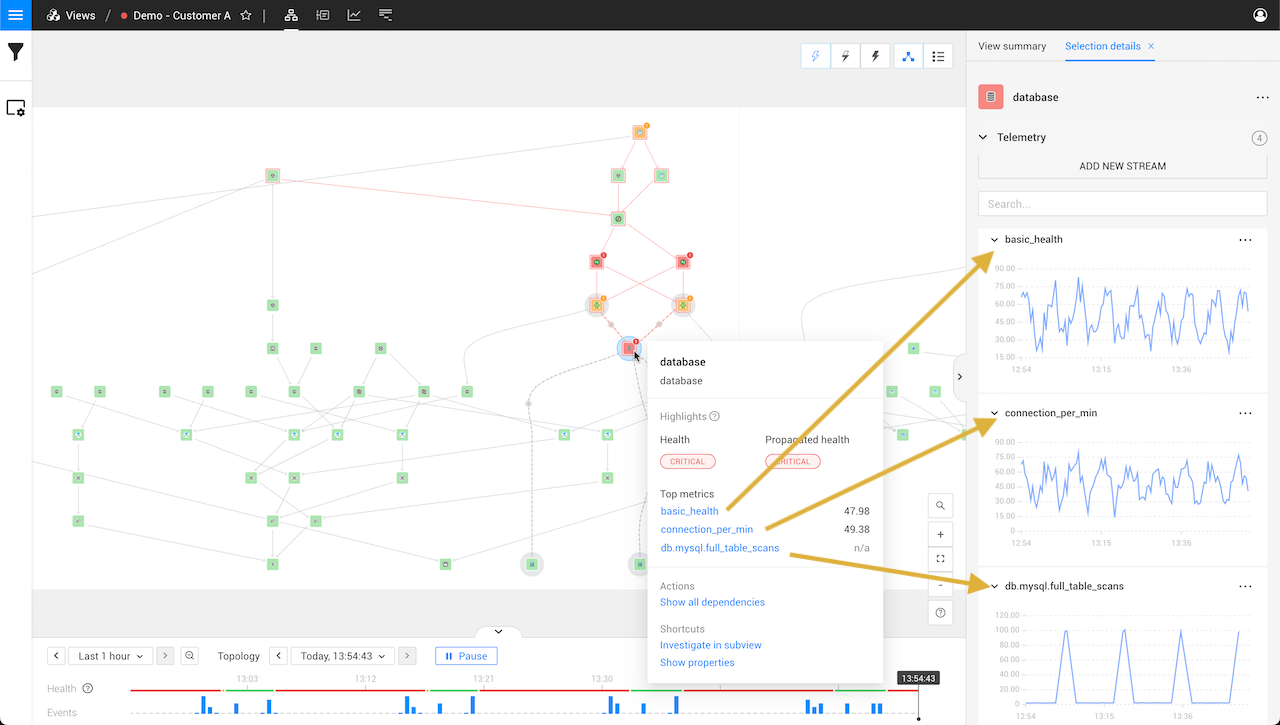 Views / Demo - Customer A
View summary
Selection details x
database
Telemetry
4
ADD NEW STREAM
Search...
basic_health
90.00
75.00
60.00
45.00
30.00
15.00
12:54 13:15 13:36
connection_per_min
90.00
75.00
60.00
45.00
30.00
15.00
0
12:54 13:15 13:36
db.mysql.full_table_scans
120.00
100.00
80.00
60.00
40.00
20.00
0
12:54 13:15 13:36
database
database
Highlights ?
Health
Propagated health
CRITICAL
CRITICAL
Top metrics
basic_health 47.98
connection_per_min 49.38
db.mysql.full_table_scans n/a
Actions
Show all dependencies
Shortcuts
Investigate in subview
Show properties
Last 1 hour
Topology
Today, 13:54:43
Pause
13:03 13:12 13:21 13:30
13:54:43
Health ?
Events